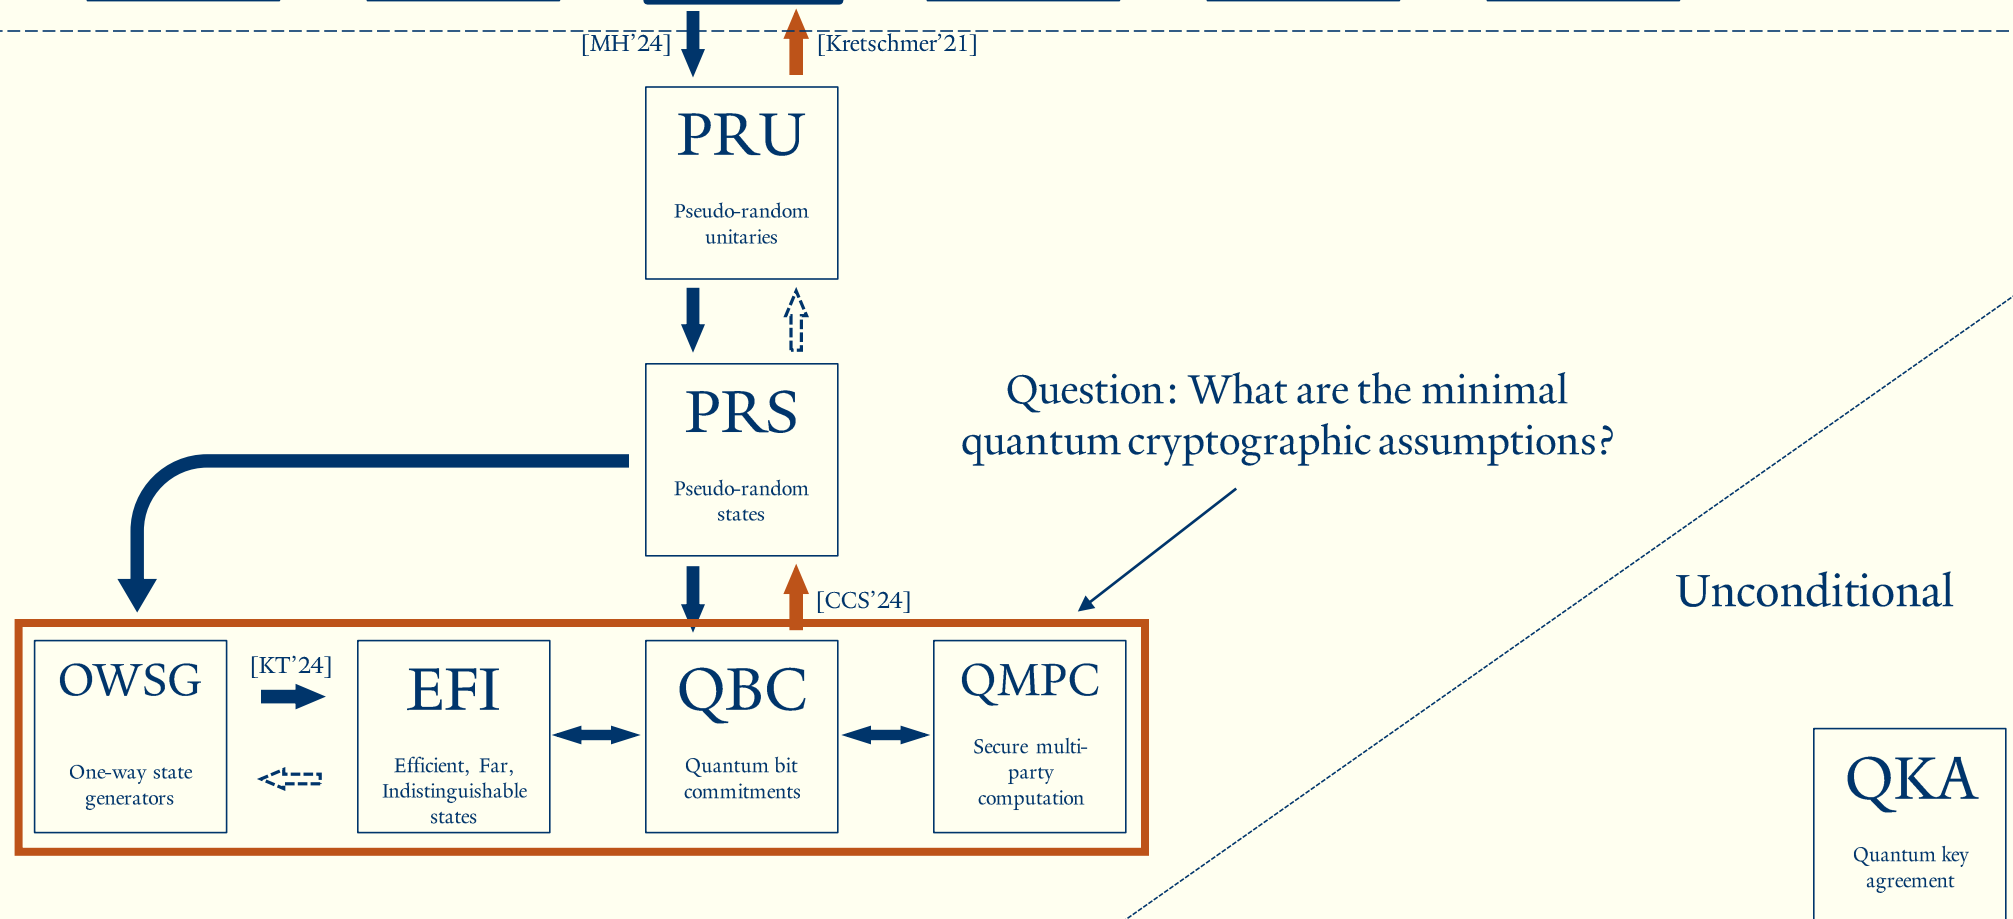 [MH’24]
[Kretschmer’21]
PRU
Pseudo-random
unitaries
PRS
Pseudo-random
states
Question: What are the minimal
quantum cryptographic assumptions?
Unconditional
[CCS’24]
OWSG
One-way state
generators
[KT’24]
EFI
Efficient, Far,
Indistinguishable
states
QBC
Quantum bit
commitments
QMPC
Secure multi-
party
computation
QKA
Quantum key
agreement